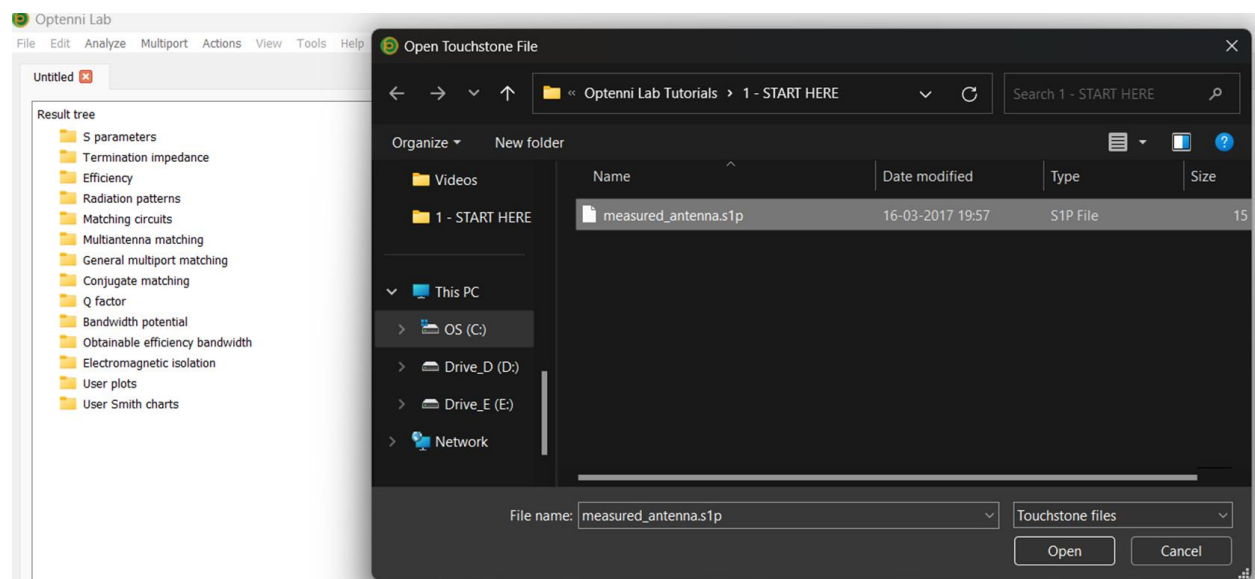 Optenni Lab
File Edit Analyze Multiport Actions View Tools Help
Untitled
Result tree
S parameters
Termination impedance
Efficiency
Radiation patterns
Matching circuits
Multiantenna matching
General multiport matching
Conjugate matching
Q factor
Bandwidth potential
Obtainable efficiency bandwidth
Electromagnetic isolation
User plots
User Smith charts
Open Touchstone File
« Optenni Lab Tutorials > 1 - START HERE
Search 1 - START HERE
Organize New folder
Videos
1 - START HERE
This PC
OS (C:)
Drive_D (D:)
Drive_E (E:)
Network
Name Date modified Type Size
measured_antenna.s1p 16-03-2017 19:57 S1P File 15
File name: measured_antenna.s1p Touchstone files
Open Cancel